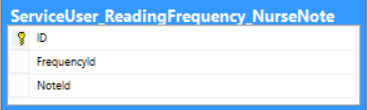 ServiceUser_ReadingFrequency_NurseNote
ID
FrequencyId
NoteId